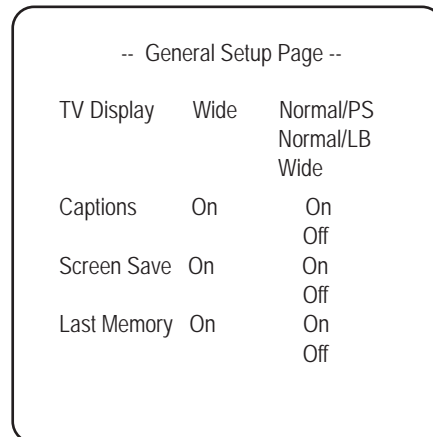 -- General Setup Page --
TV Display Wide Normal/PS
Normal/LB
Wide
Captions On On
Off
Screen Save On On
Off
Last Memory On On
Off